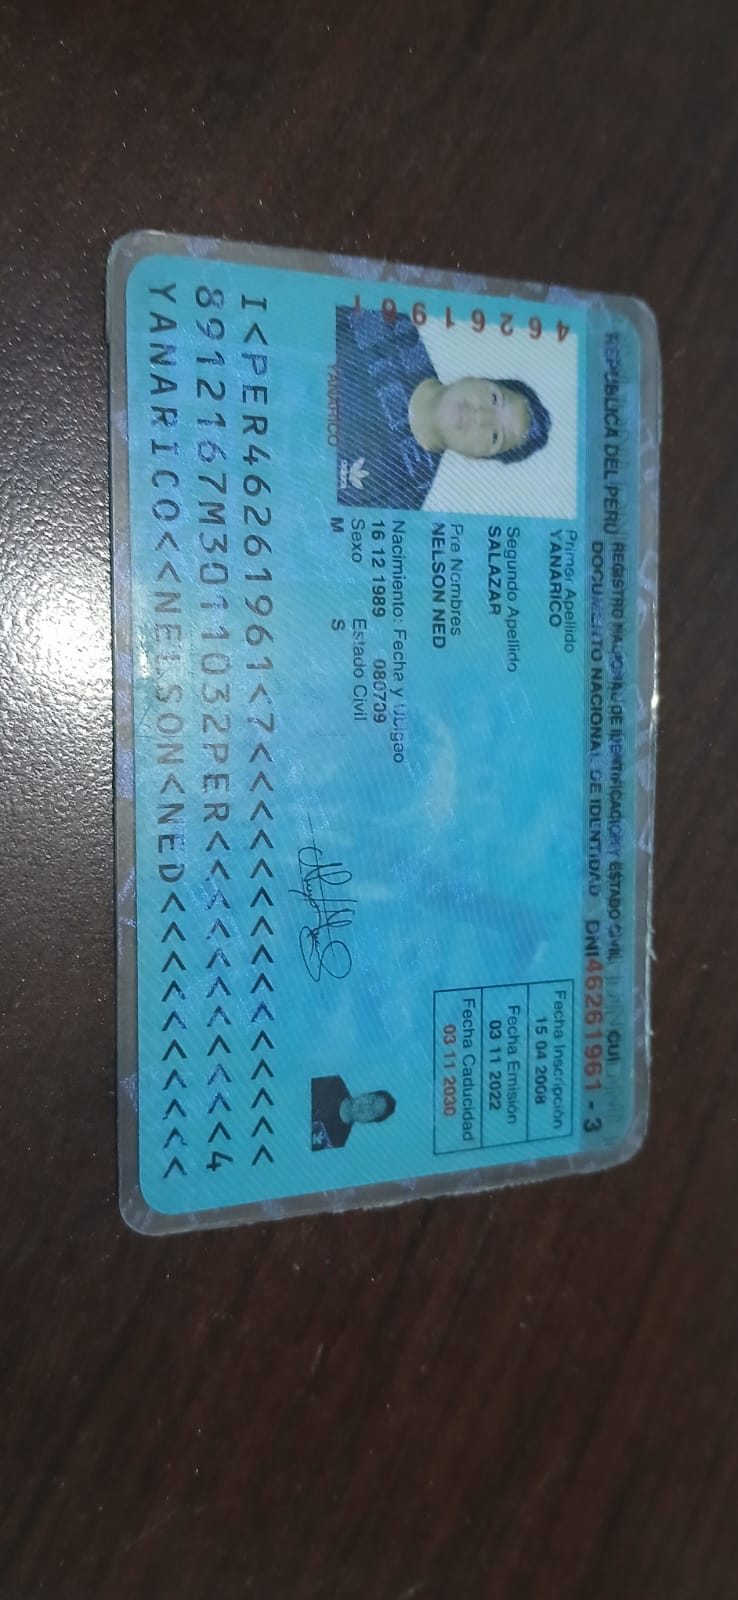 REPUBLICA DEL PERU REGISTRO NACIONAL DE IDENTIFICACION Y ESTADO CIVIL CUI
DOCUMENTO NACIONAL DE IDENTIDAD DNI 46261961 - 3
Primer Apellido
YANARICO
Segundo Apellido
SALAZAR
Pre Nombres
NELSON NED
Nacimiento: Fecha y Ubigeo
16 12 1989 080709
Sexo Estado Civil
M S
Fecha Inscripción
15 04 2008
Fecha Emisión
03 11 2022
Fecha Caducidad
03 11 2030
46261961
YANARICO
adidas
I<PER46261961<7<<<<<<<<<<<<<<<
8912167M3011032PER<<<<<<<<<<<4
YANARICO<<NELSON<NED<<<<<<<<<<